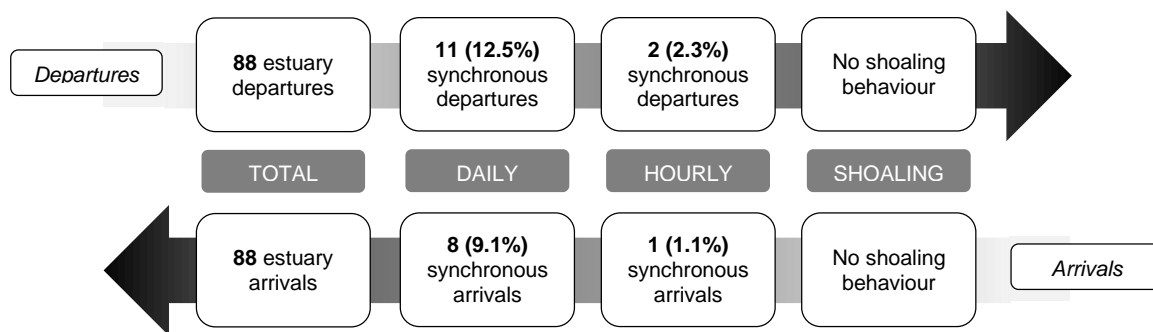 Departures
88 estuary
departures
11 (12.5%)
synchronous
departures
2 (2.3%)
synchronous
departures
No shoaling
behaviour
TOTAL
DAILY
HOURLY
SHOALING
88 estuary
arrivals
8 (9.1%)
synchronous
arrivals
1 (1.1%)
synchronous
arrivals
No shoaling
behaviour
Arrivals